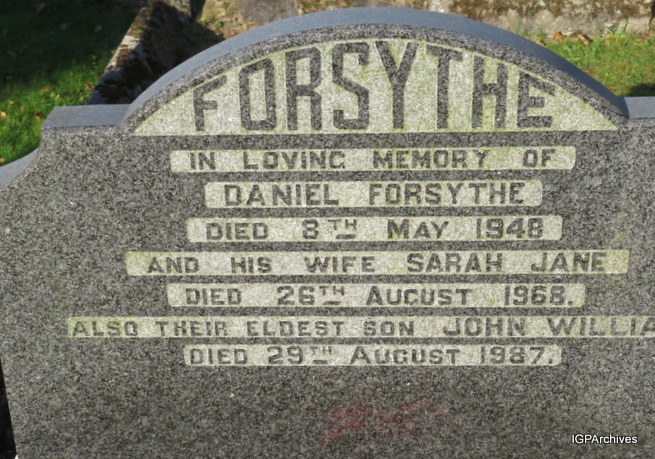 FORSYTHE
IN LOVING MEMORY OF
DANIEL FORSYTHE
DIED 8TH MAY 1948
AND HIS WIFE SARAH JANE
DIED 26TH AUGUST 1968.
ALSO THEIR ELDEST SON JOHN WILLIA
DIED 29TH AUGUST 1987.
IGPArchives